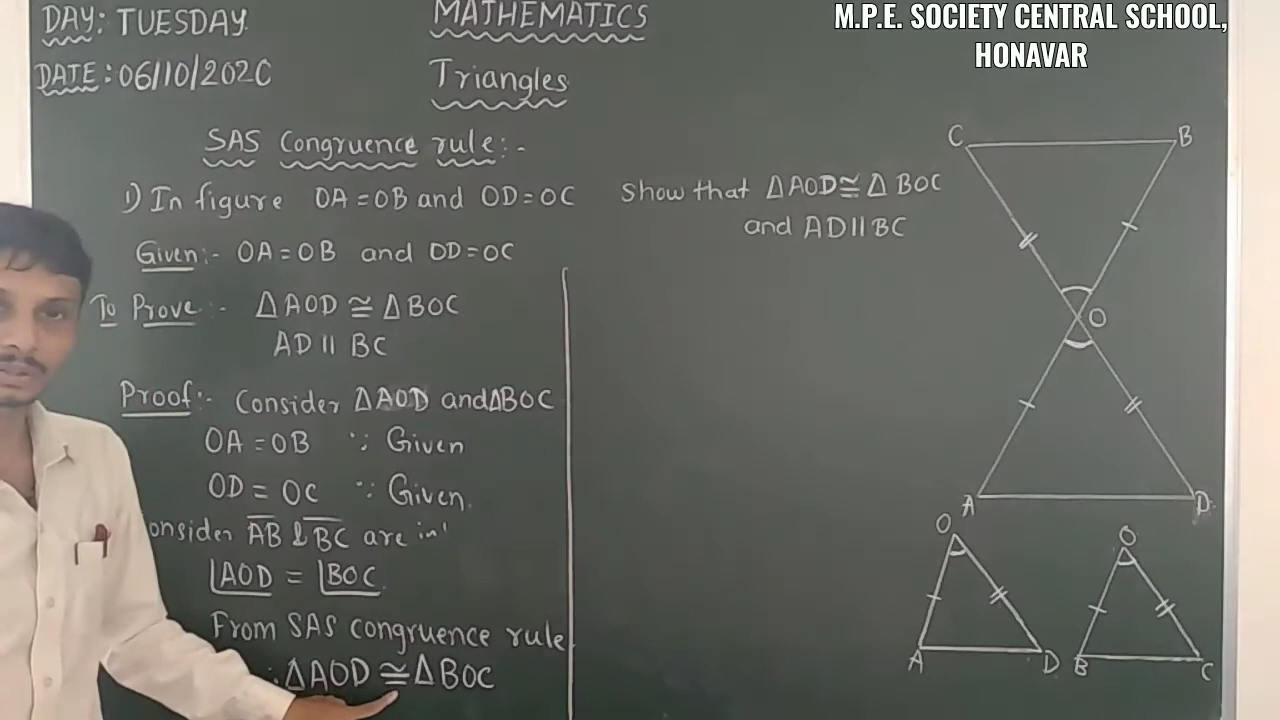 DAY: TUESDAY
MATHEMATICS
M.P.E. SOCIETY CENTRAL SCHOOL,
HONAVAR
DATE: 06/10/202C
Triangles
SAS Congruence rule:-
1) In figure OA=OB and OD=OC Show that ΔAOD≅ΔBOC
and AD∥BC
Given:- OA=OB and OD=OC
To Prove:- ΔAOD≅ΔBOC
AD∥BC
Proof:- Consider ΔAOD and ΔBOC
OA=OB ∵ Given
OD=OC ∵ Given
onsider AB & BC are in
∠AOD = ∠BOC
From SAS congruence rule
∴ ΔAOD≅ΔBOC
C B
O
A D
O O
A D B C